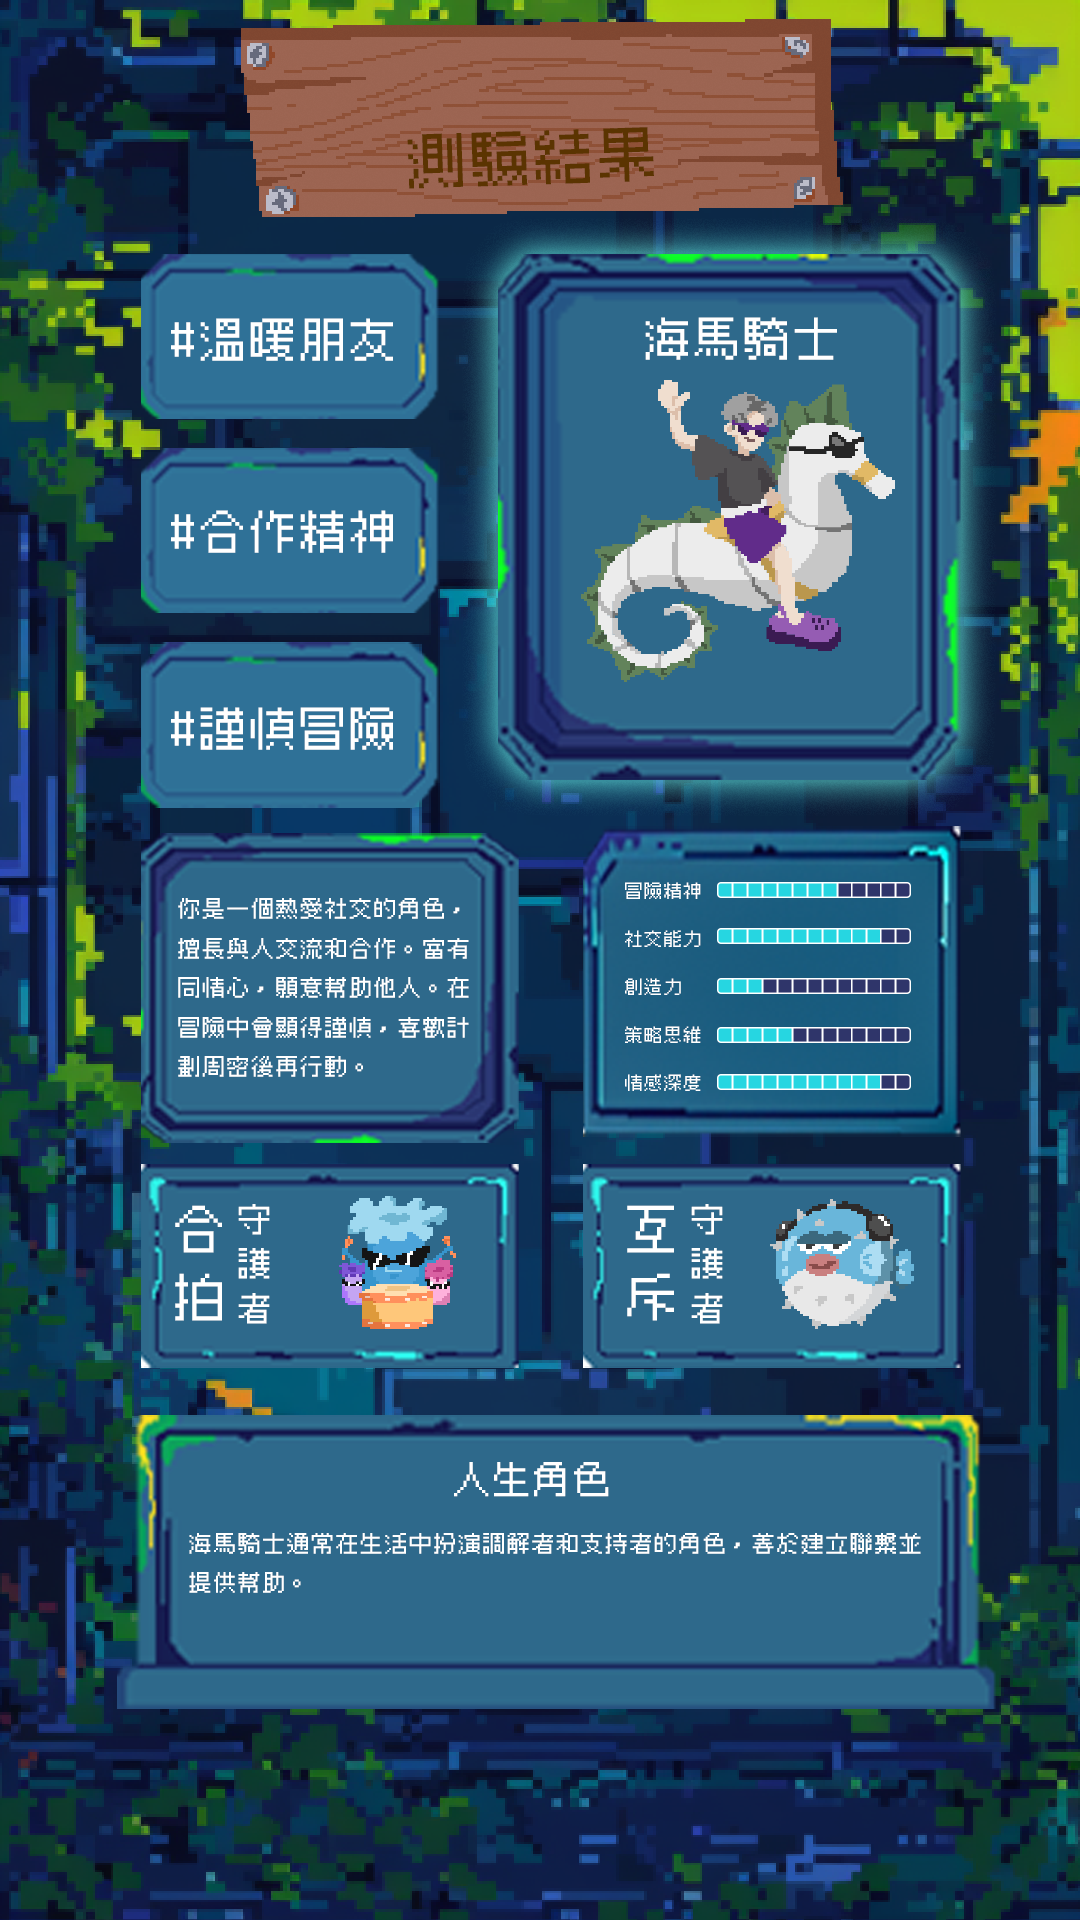 測驗結果
#溫暖朋友
#合作精神
#謹慎冒險
海馬騎士
你是一個熱愛社交的角色，
擅長與人交流和合作。富有
同情心，願意幫助他人。在
冒險中會顯得謹慎，喜歡計
劃周密後再行動。
冒險精神
社交能力
創造力
策略思維
情感深度
合拍
守護者
互斥
守護者
人生角色
海馬騎士通常在生活中扮演調解者和支持者的角色，善於建立聯繫並
提供幫助。